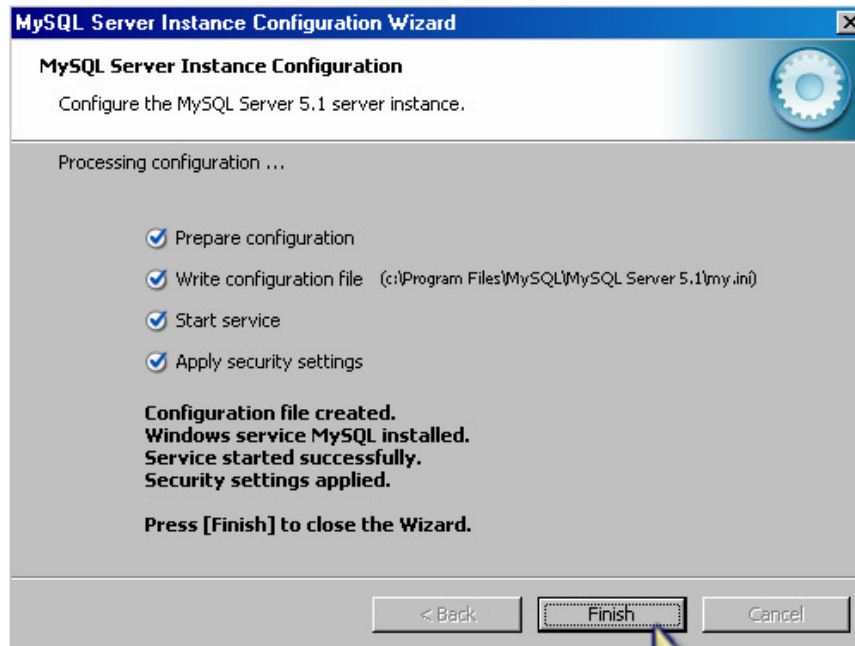 MySQL Server Instance Configuration Wizard
MySQL Server Instance Configuration
Configure the MySQL Server 5.1 server instance.
Processing configuration ...
Prepare configuration
Write configuration file (c:\Program Files\MySQL\MySQL Server 5.1\my.ini)
Start service
Apply security settings
Configuration file created.
Windows service MySQL installed.
Service started successfully.
Security settings applied.
Press [Finish] to close the Wizard.
< Back Finish Cancel